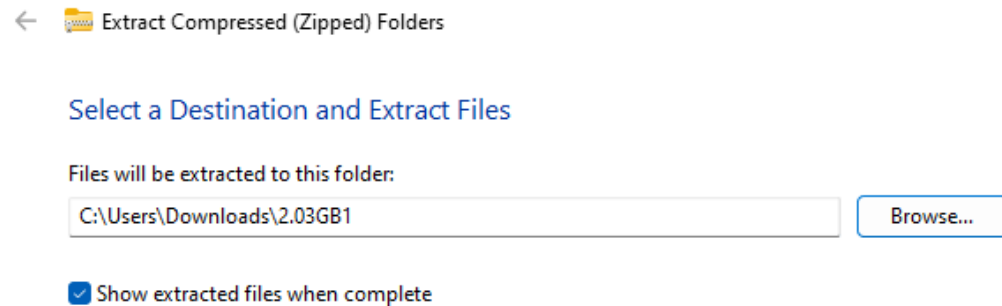 Extract Compressed (Zipped) Folders
Select a Destination and Extract Files
Files will be extracted to this folder:
C:\Users\Downloads\2.03GB1
Browse...
Show extracted files when complete